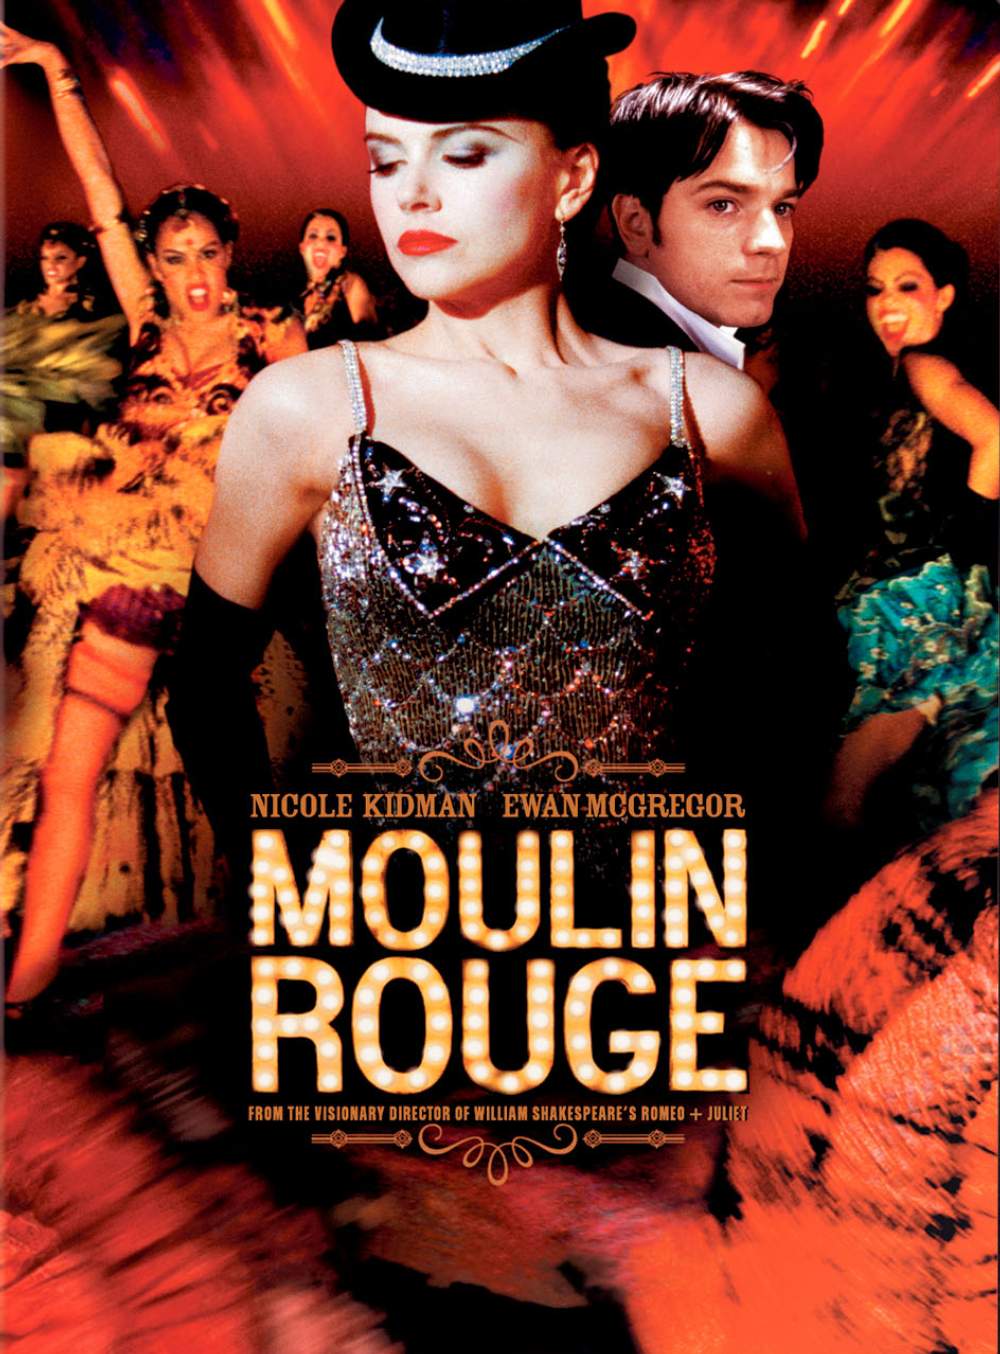 NICOLE KIDMAN EWAN MCGREGOR
MOULIN
ROUGE
FROM THE VISIONARY DIRECTOR OF WILLIAM SHAKESPEARE'S ROMEO + JULIET